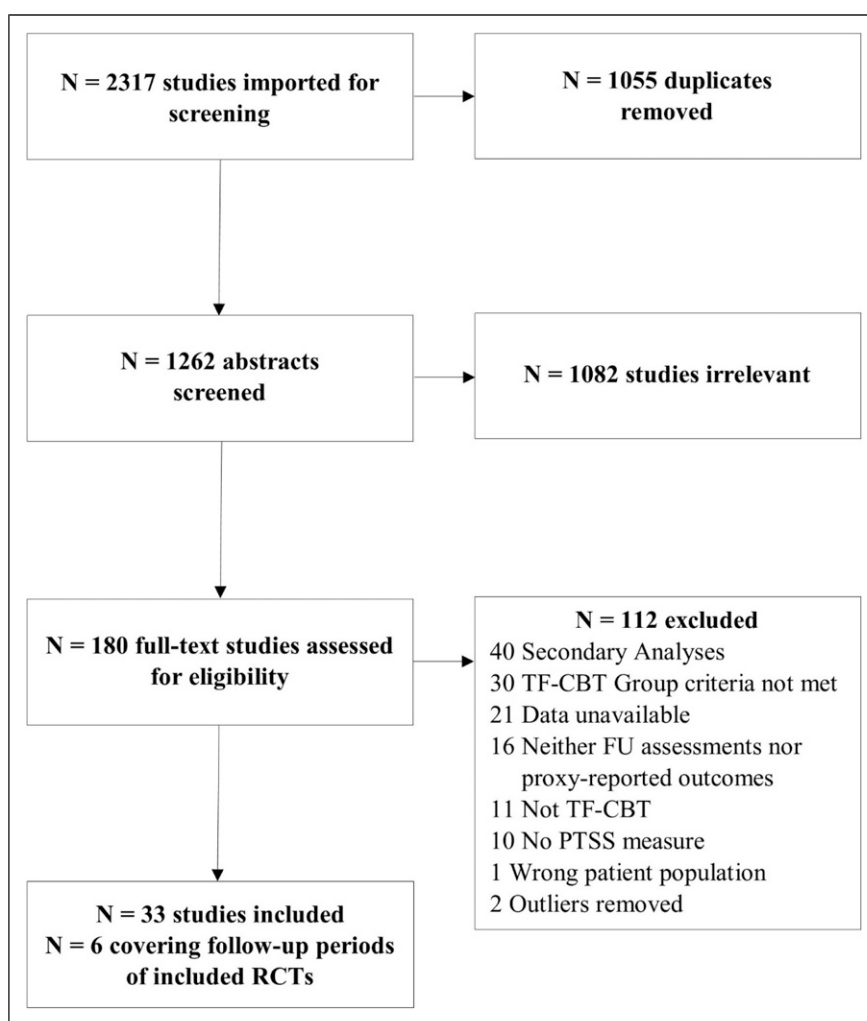 N = 2317 studies imported for
screening
N = 1055 duplicates
removed
N = 1262 abstracts
screened
N = 1082 studies irrelevant
N = 180 full-text studies assessed
for eligibility
N = 112 excluded
40 Secondary Analyses
30 TF-CBT Group criteria not met
21 Data unavailable
16 Neither FU assessments nor
proxy-reported outcomes
11 Not TF-CBT
10 No PTSS measure
1 Wrong patient population
2 Outliers removed
N = 33 studies included
N = 6 covering follow-up periods
of included RCTs